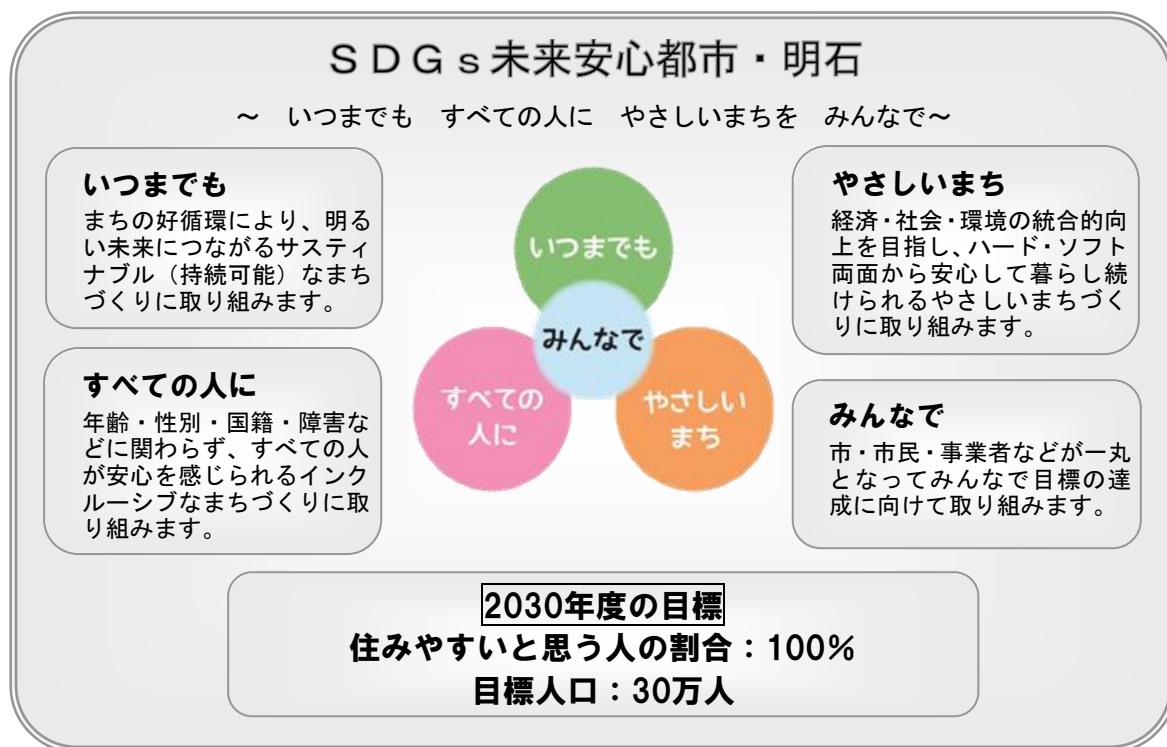 ＳＤＧｓ未来安心都市・明石
～　いつまでも　すべての人に　やさしいまちを　みんなで～
いつまでも
まちの好循環により、明る
い未来につながるサスティ
ナブル（持続可能）なまち
づくりに取り組みます。
すべての人に
年齢・性別・国籍・障害な
どに関わらず、すべての人
が安心を感じられるインク
ルーシブなまちづくりに取
り組みます。
いつまでも
みんなで
すべての
人に
やさしい
まち
やさしいまち
経済・社会・環境の統合的向
上を目指し、ハード・ソフト
両面から安心して暮らし続
けられるやさしいまちづく
りに取り組みます。
みんなで
市・市民・事業者などが一丸
となってみんなで目標の達
成に向けて取り組みます。
2030年度の目標
住みやすいと思う人の割合：100%
目標人口：30万人